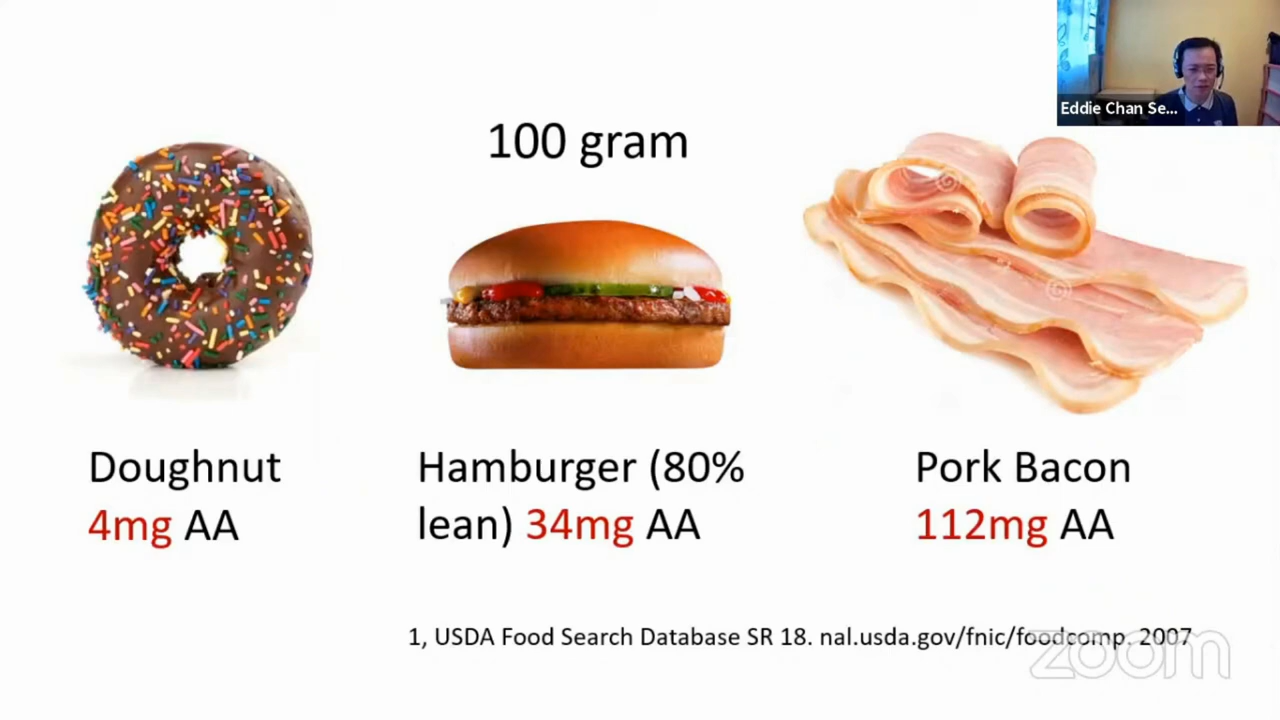 Eddie Chan Se...
100 gram
Doughnut
4mg AA
Hamburger (80%
lean) 34mg AA
Pork Bacon
112mg AA
1, USDA Food Search Database SR 18. nal.usda.gov/fnic/foodcomp. 2007
zoom